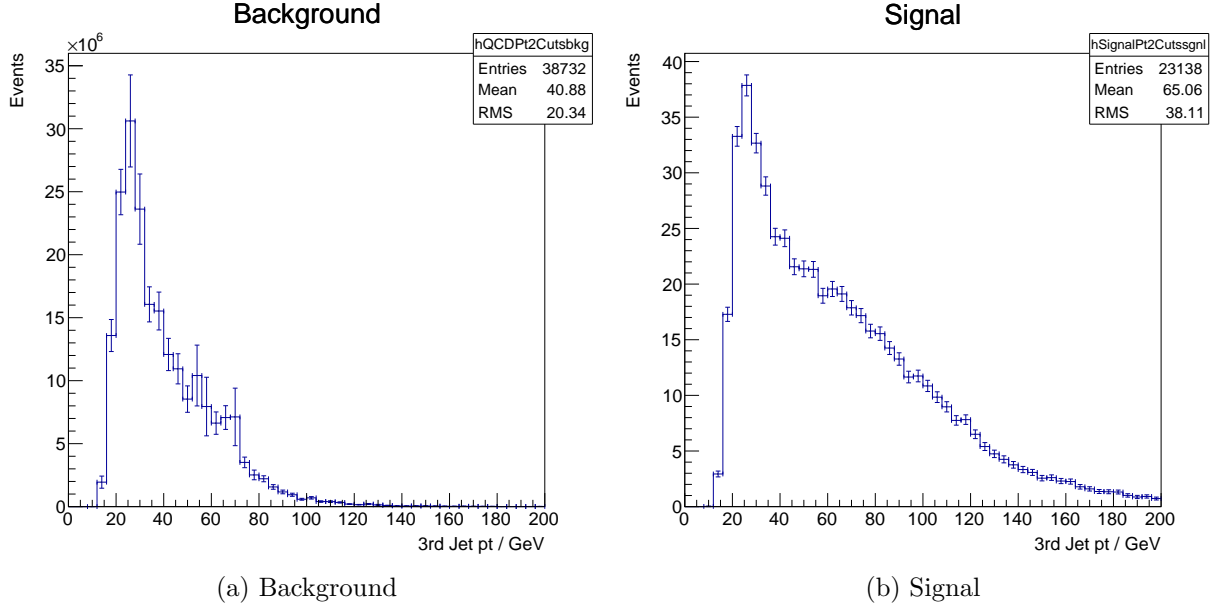 Background
×10⁶
hQCDPt2Cutsbkg
Entries 38732
Mean 40.88
RMS 20.34
Events
35
30
25
20
15
10
5
0
0 20 40 60 80 100 120 140 160 180 200
3rd Jet pt / GeV
(a) Background
Signal
hSignalPt2Cutssgnl
Entries 23138
Mean 65.06
RMS 38.11
Events
40
35
30
25
20
15
10
5
0
0 20 40 60 80 100 120 140 160 180 200
3rd Jet pt / GeV
(b) Signal